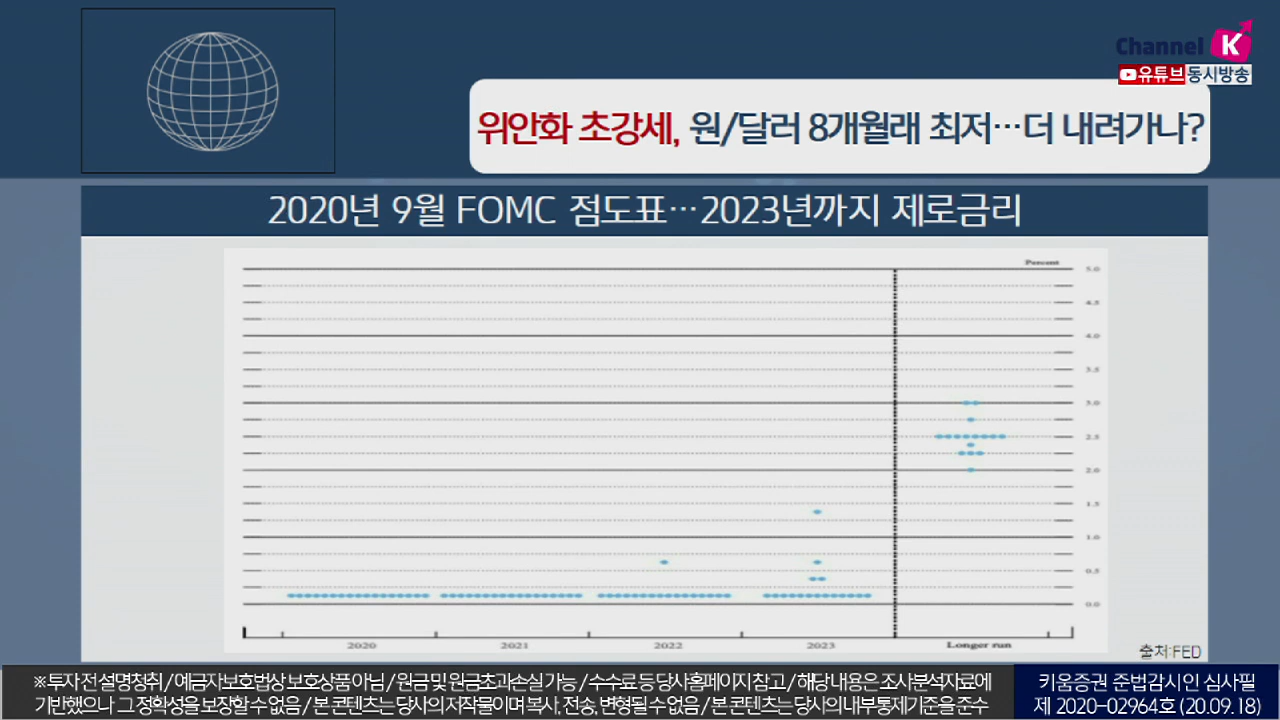 Channel K
유튜브동시방송
위안화 초강세, 원/달러 8개월래 최저…더 내려가나?
2020년 9월 FOMC 점도표…2023년까지 제로금리
Percent
5.0
4.5
4.0
3.5
3.0
2.5
2.0
1.5
1.0
0.5
0.0
2020 2021 2022 2023 Longer run
출처:FED
※투자 전 설명청취 / 예금자보호법상 보호상품 아님 / 원금 및 원금초과손실 가능 / 수수료 등 당사홈페이지 참고 / 해당 내용은 조사분석자료에
기반했으나 그 정확성을 보장할 수 없음 / 본 콘텐츠는 당사의 저작물이며 복사, 전송, 변형될 수 없음 / 본 콘텐츠는 당사의 내부통제기준을 준수
키움증권 준법감시인 심사필
제 2020-02964호 (20.09.18)